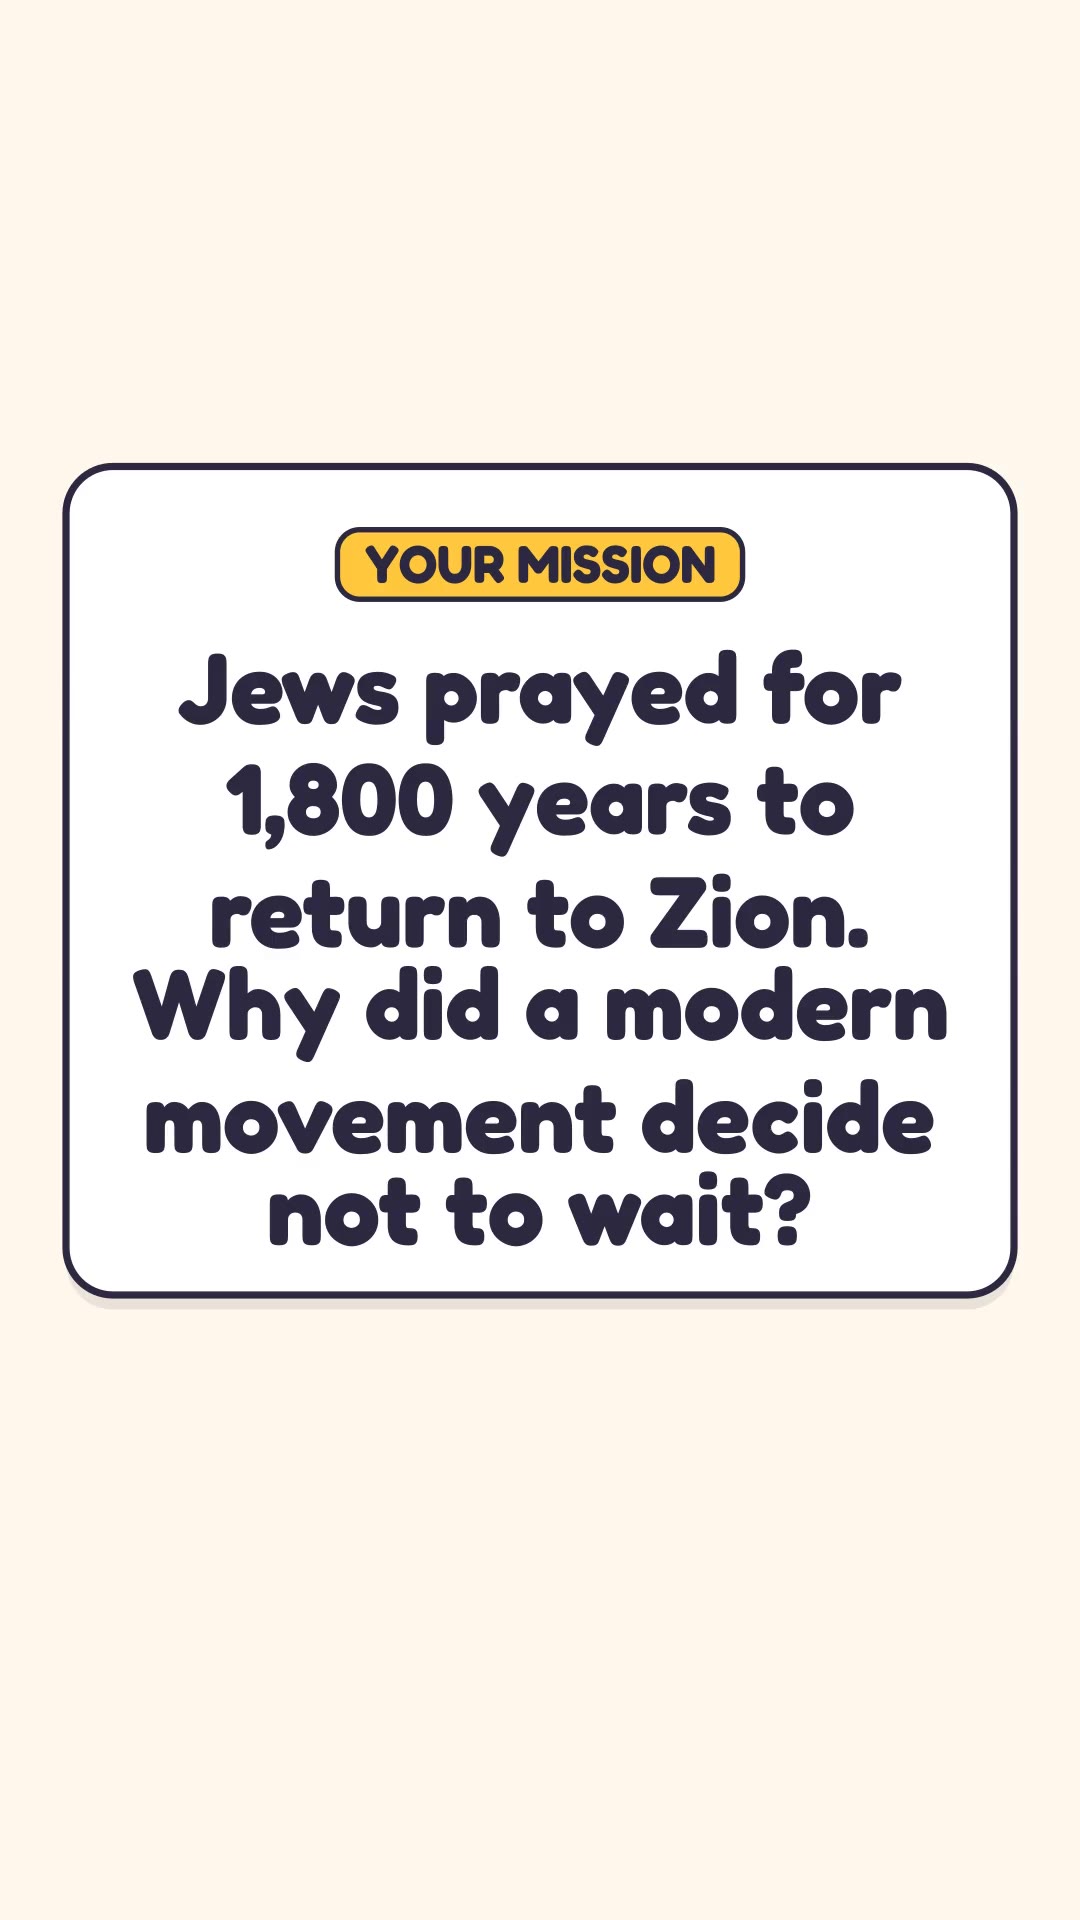 YOUR MISSION
Jews prayed for
1,800 years to
return to Zion.
Why did a modern
movement decide
not to wait?